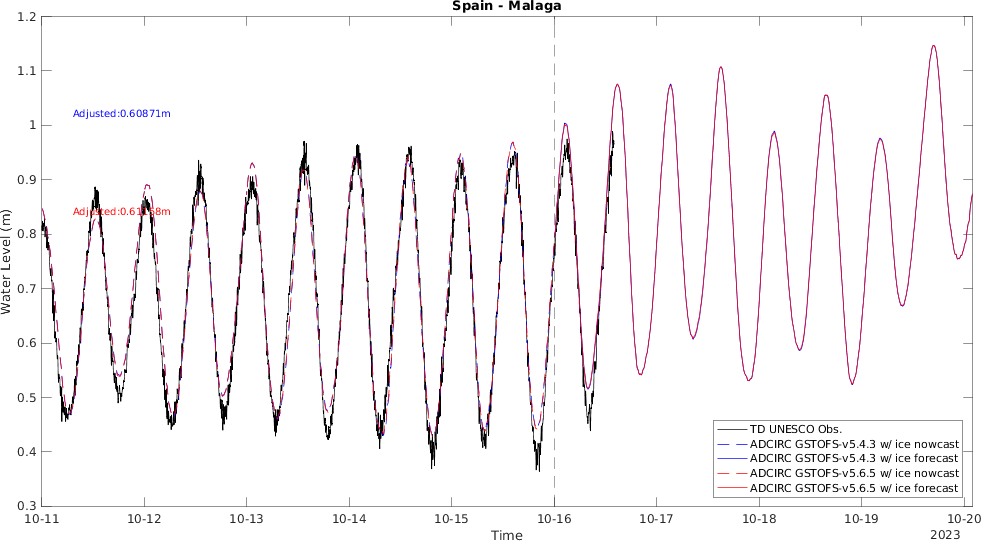 Spain - Malaga
1.2
1.1
1
0.9
0.8
0.7
0.6
0.5
0.4
0.3
Water Level (m)
Adjusted:0.60871m
TD UNESCO Obs.
ADCIRC GSTOFS-v5.4.3 w/ ice nowcast
ADCIRC GSTOFS-v5.4.3 w/ ice forecast
ADCIRC GSTOFS-v5.6.5 w/ ice nowcast
ADCIRC GSTOFS-v5.6.5 w/ ice forecast
10-11 10-12 10-13 10-14 10-15 10-16 10-17 10-18 10-19 10-20
Time
2023